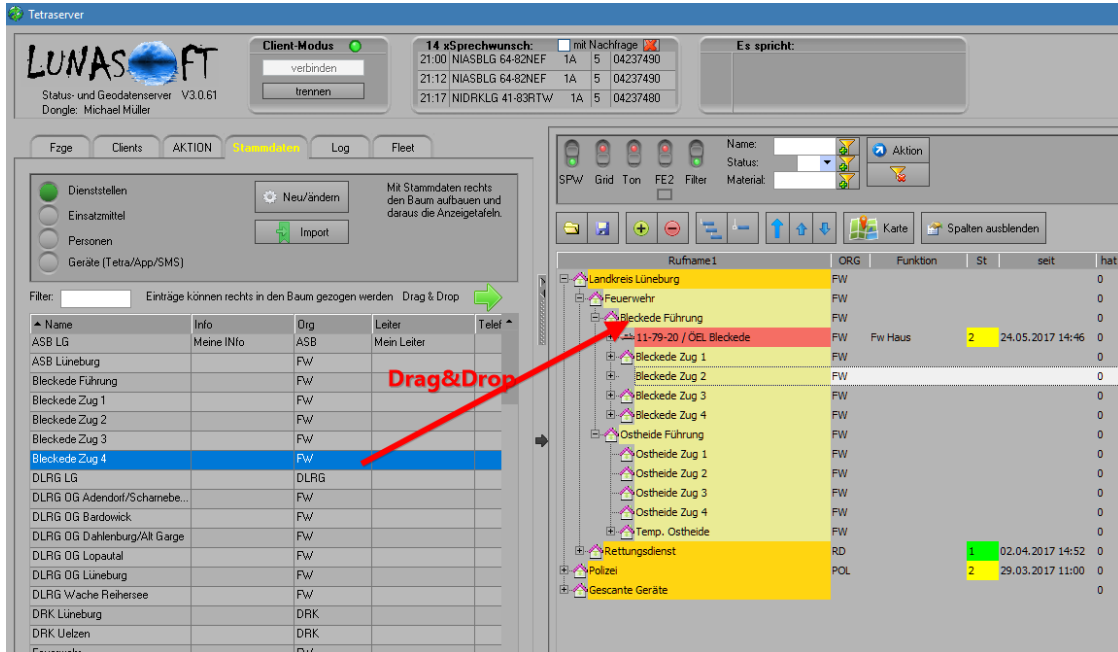 Tetraserver
LUNASOFT
Status- und Geodatenserver V3.0.61
Dongle: Michael Müller
Client-Modus
verbinden
trennen
14 xSprechwunsch: mit Nachfrage
21:00 NIASBLG 64-82NEF 1A 5 04237490
21:12 NIASBLG 64-82NEF 1A 5 04237490
21:17 NIDRKLG 41-83RTW 1A 5 04237480
Es spricht:
Fzge Clients AKTION Stammdaten Log Fleet
Dienststellen
Einsatzmittel
Personen
Geräte (Tetra/App/SMS)
Neu/ändern
Import
Mit Stammdaten rechts
den Baum aufbauen und
daraus die Anzeigetafeln.
Filter: Einträge können rechts in den Baum gezogen werden Drag & Drop
Name Info Org Leiter Telef
ASB LG Meine INfo ASB Mein Leiter
ASB Lüneburg FW
Bleckede Führung FW
Bleckede Zug 1 FW
Bleckede Zug 2 FW
Bleckede Zug 3 FW
Bleckede Zug 4 FW
DLRG LG DLRG
DLRG OG Adendorf/Scharnebe... FW
DLRG OG Bardowick FW
DLRG OG Dahlenburg/Alt Garge FW
DLRG OG Lopautal FW
DLRG OG Lüneburg FW
DLRG Wache Reihersee FW
DRK Lüneburg DRK
DRK Uelzen DRK
Feuerwehr FW
Drag&Drop
SPW Grid Ton FE2 Filter
Name:
Status:
Material:
Aktion
Karte
Spalten ausblenden
Rufname1 ORG Funktion St seit hat
Landkreis Lüneburg FW 0
Feuerwehr FW 0
Bleckede Führung FW 0
11-79-20 / ÖEL Bleckede FW Fw Haus 2 24.05.2017 14:46 0
Bleckede Zug 1 FW 0
Bleckede Zug 2 FW 0
Bleckede Zug 3 FW 0
Bleckede Zug 4 FW 0
Ostheide Führung FW 0
Ostheide Zug 1 FW 0
Ostheide Zug 2 FW 0
Ostheide Zug 3 FW 0
Ostheide Zug 4 FW 0
Temp. Ostheide FW 0
Rettungsdienst RD 1 02.04.2017 14:52 0
Polizei POL 2 29.03.2017 11:00 0
Gescante Geräte 0